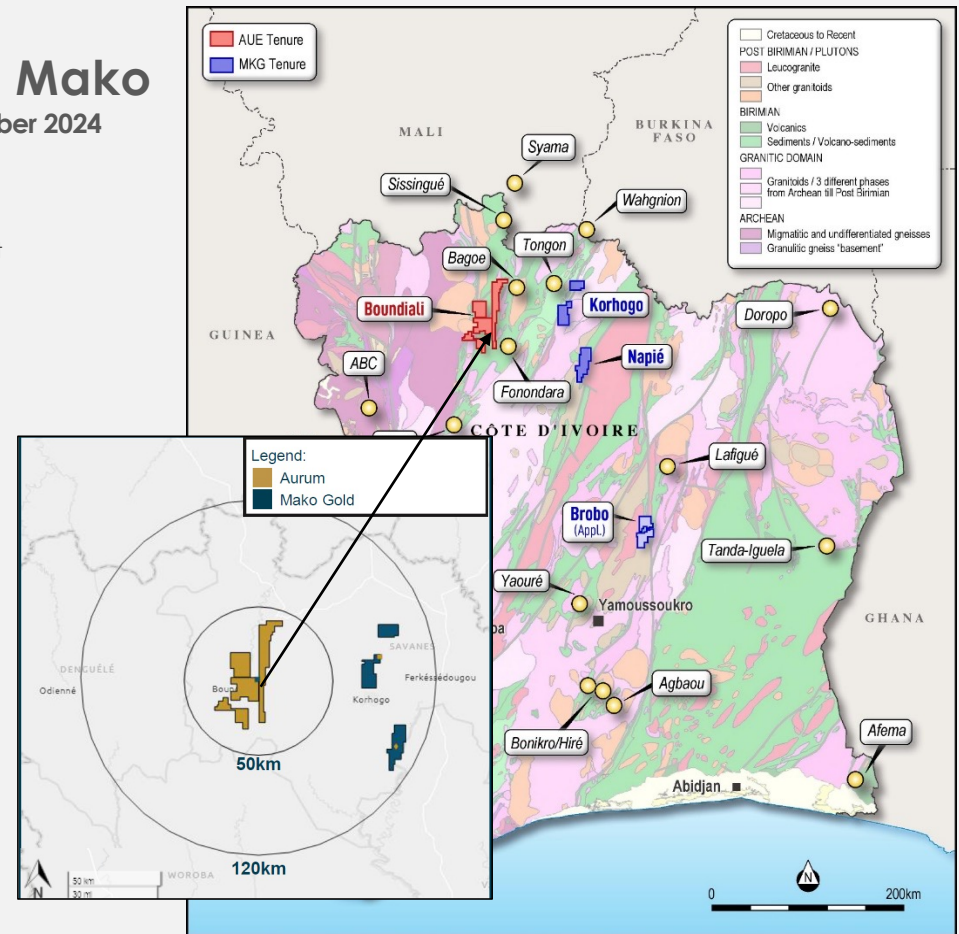 Mako
ber 2024
AUE Tenure
MKG Tenure
Cretaceous to Recent
POST BIRIMIAN / PLUTONS
Leucogranite
Other granitoids
BIRIMIAN
Volcanics
Sediments / Volcano-sediments
GRANITIC DOMAIN
Granitoids / 3 different phases
from Archean till Post Birimian
ARCHEAN
Migmatitic and undifferentiated gneisses
Granulitic gneiss "basement"
MALI
BURKINA
FASO
Syama
Sissingué
Wahgnion
Bagoe
Tongon
Boundiali
Korhogo
Doropo
GUINEA
ABC
Napié
Fonondara
CÔTE D'IVOIRE
Lafigué
Brobo
(Appl.)
Tanda-Iguela
Yaouré
Yamoussoukro
GHANA
Agbaou
Bonikro/Hiré
Afema
Abidjan
N
0 200km
Legend:
Aurum
Mako Gold
DENGUÉLÉ
SAVANES
Odienné
Boun
Ferkéssédougou
Korhogo
50km
120km
WOROBA
N
50 km
30 mi